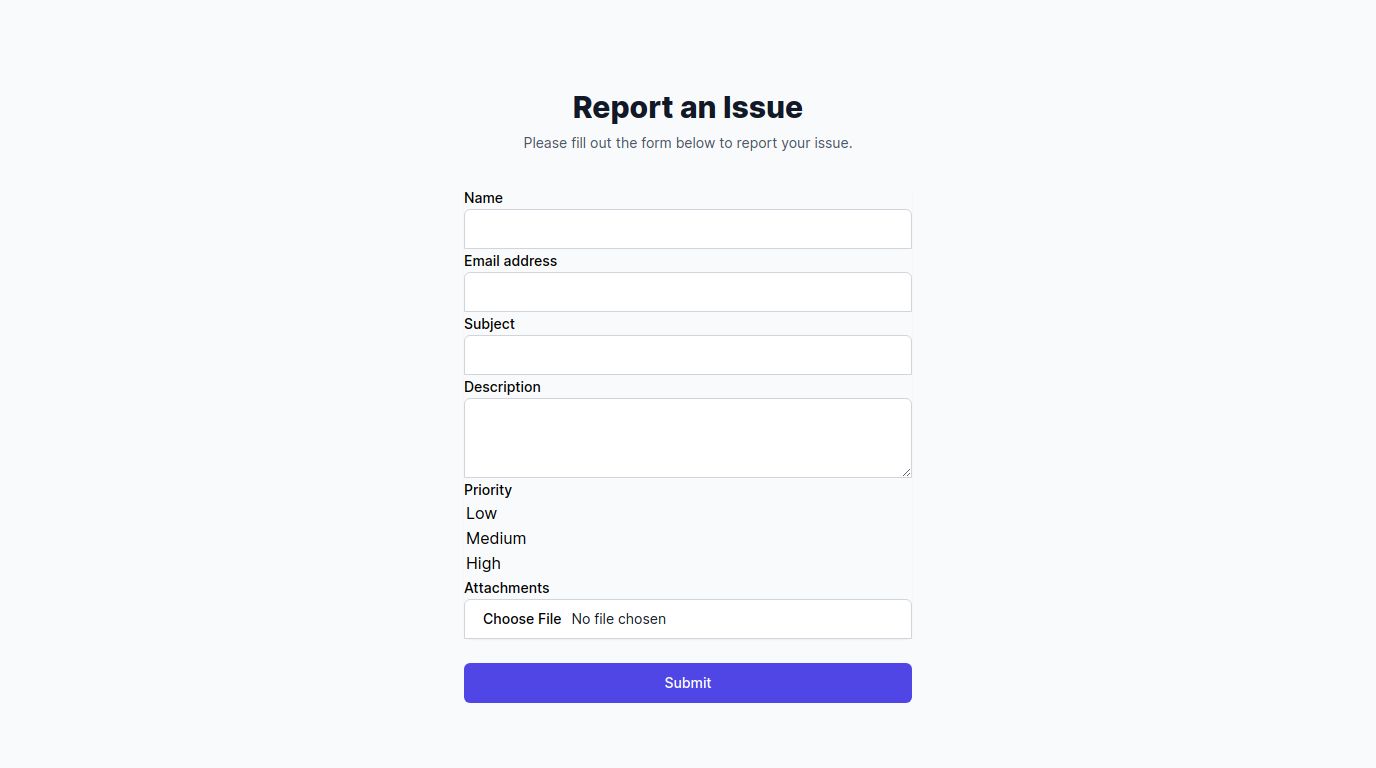 Report an Issue
Please fill out the form below to report your issue.
Name
Email address
Subject
Description
Priority
Low
Medium
High
Attachments
Choose File No file chosen
Submit